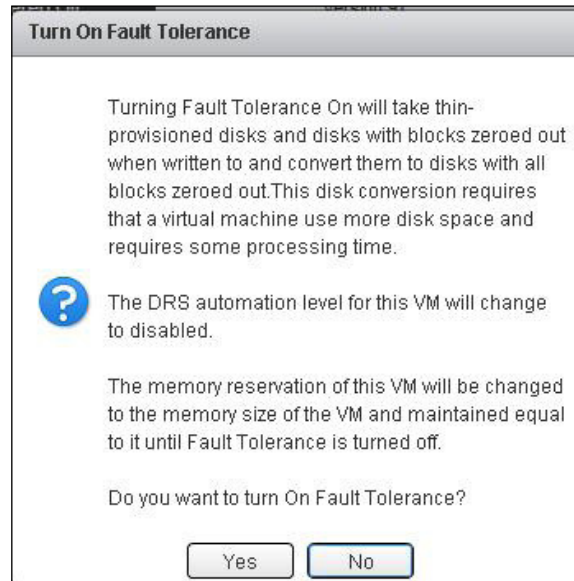 Turn On Fault Tolerance
Turning Fault Tolerance On will take thin-
provisioned disks and disks with blocks zeroed out
when written to and convert them to disks with all
blocks zeroed out.This disk conversion requires
that a virtual machine use more disk space and
requires some processing time.
The DRS automation level for this VM will change
to disabled.
The memory reservation of this VM will be changed
to the memory size of the VM and maintained equal
to it until Fault Tolerance is turned off.
Do you want to turn On Fault Tolerance?
Yes
No